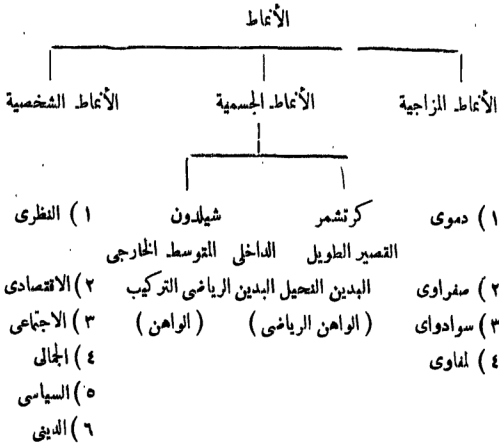 الأنماط
الأنماط المزاجية الأنماط الجسمية الأنماط الشخصية
١ ) دموى كرتشمر شيلدون ١ ) النظرى
القصير الطويل الداخلى المتوسط الخارجى
٢ ) صفراوى البدين النحيل البدين الرياضى التركيب ٢ ) الاقتصادى
٣ ) سوادواى ( الواهن الرياضى ) ( الواهن ) ٣ ) الاجتماعى
٤ ) لمفاوى ٤ ) الجمالى
٥ ) السياسى
٦ ) الدينى